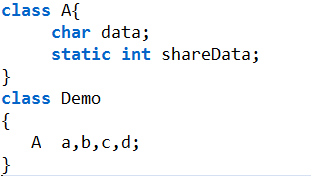 class A{
     char data;
     static int shareData;
}
class Demo
{
   A  a,b,c,d;
}